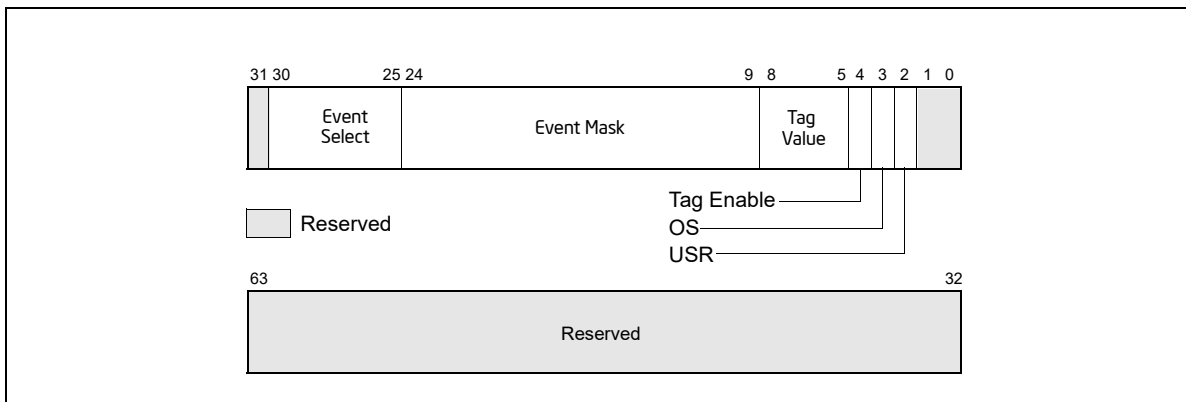 31 30 25 24 9 8 5 4 3 2 1 0
Event
Select
Event Mask
Tag
Value
Tag Enable
OS
USR
Reserved
63 32
Reserved